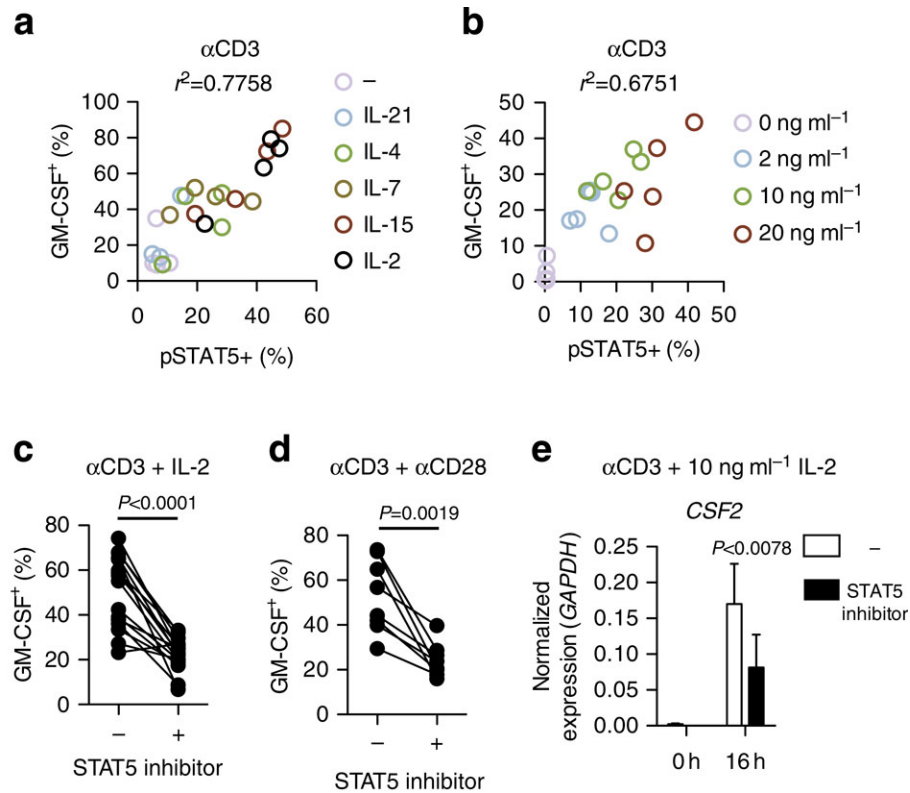 a
αCD3
r²=0.7758
GM-CSF⁺ (%)
100
80
60
40
20
0
0 20 40 60
pSTAT5+ (%)
–
IL-21
IL-4
IL-7
IL-15
IL-2
b
αCD3
r²=0.6751
GM-CSF⁺ (%)
50
40
30
20
10
0
0 10 20 30 40 50
pSTAT5+ (%)
0 ng ml⁻¹
2 ng ml⁻¹
10 ng ml⁻¹
20 ng ml⁻¹
c
αCD3 + IL-2
P<0.0001
GM-CSF⁺ (%)
80
60
40
20
0
– +
STAT5 inhibitor
d
αCD3 + αCD28
P=0.0019
GM-CSF⁺ (%)
80
60
40
20
0
– +
STAT5 inhibitor
e
αCD3 + 10 ng ml⁻¹ IL-2
CSF2
P<0.0078
Normalized
expression (GAPDH)
0.25
0.20
0.15
0.10
0.05
0.00
0 h 16 h
–
STAT5
inhibitor